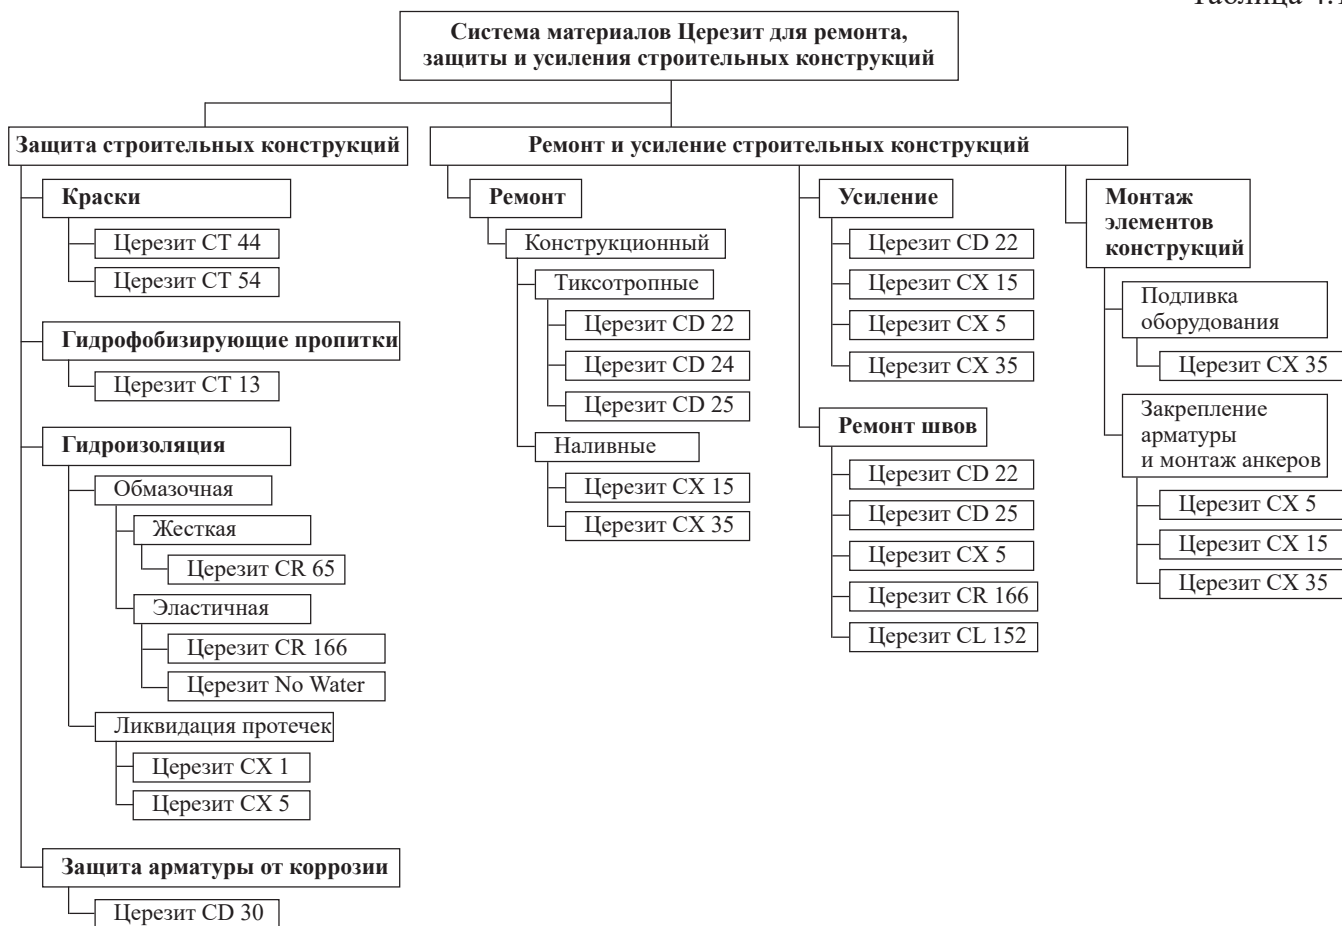 Таблица 4.1
Система материалов Церезит для ремонта,
защиты и усиления строительных конструкций
Защита строительных конструкций
Краски
Церезит CT 44
Церезит CT 54
Гидрофобизирующие пропитки
Церезит CT 13
Гидроизоляция
Обмазочная
Жесткая
Церезит CR 65
Эластичная
Церезит CR 166
Церезит No Water
Ликвидация протечек
Церезит CX 1
Церезит CX 5
Защита арматуры от коррозии
Церезит CD 30
Ремонт и усиление строительных конструкций
Ремонт
Конструкционный
Тиксотропные
Церезит CD 22
Церезит CD 24
Церезит CD 25
Наливные
Церезит CX 15
Церезит CX 35
Усиление
Церезит CD 22
Церезит CX 15
Церезит CX 5
Церезит CX 35
Ремонт швов
Церезит CD 22
Церезит CD 25
Церезит CX 5
Церезит CR 166
Церезит CL 152
Монтаж
элементов
конструкций
Подливка
оборудования
Церезит CX 35
Закрепление
арматуры
и монтаж анкеров
Церезит CX 5
Церезит CX 15
Церезит CX 35